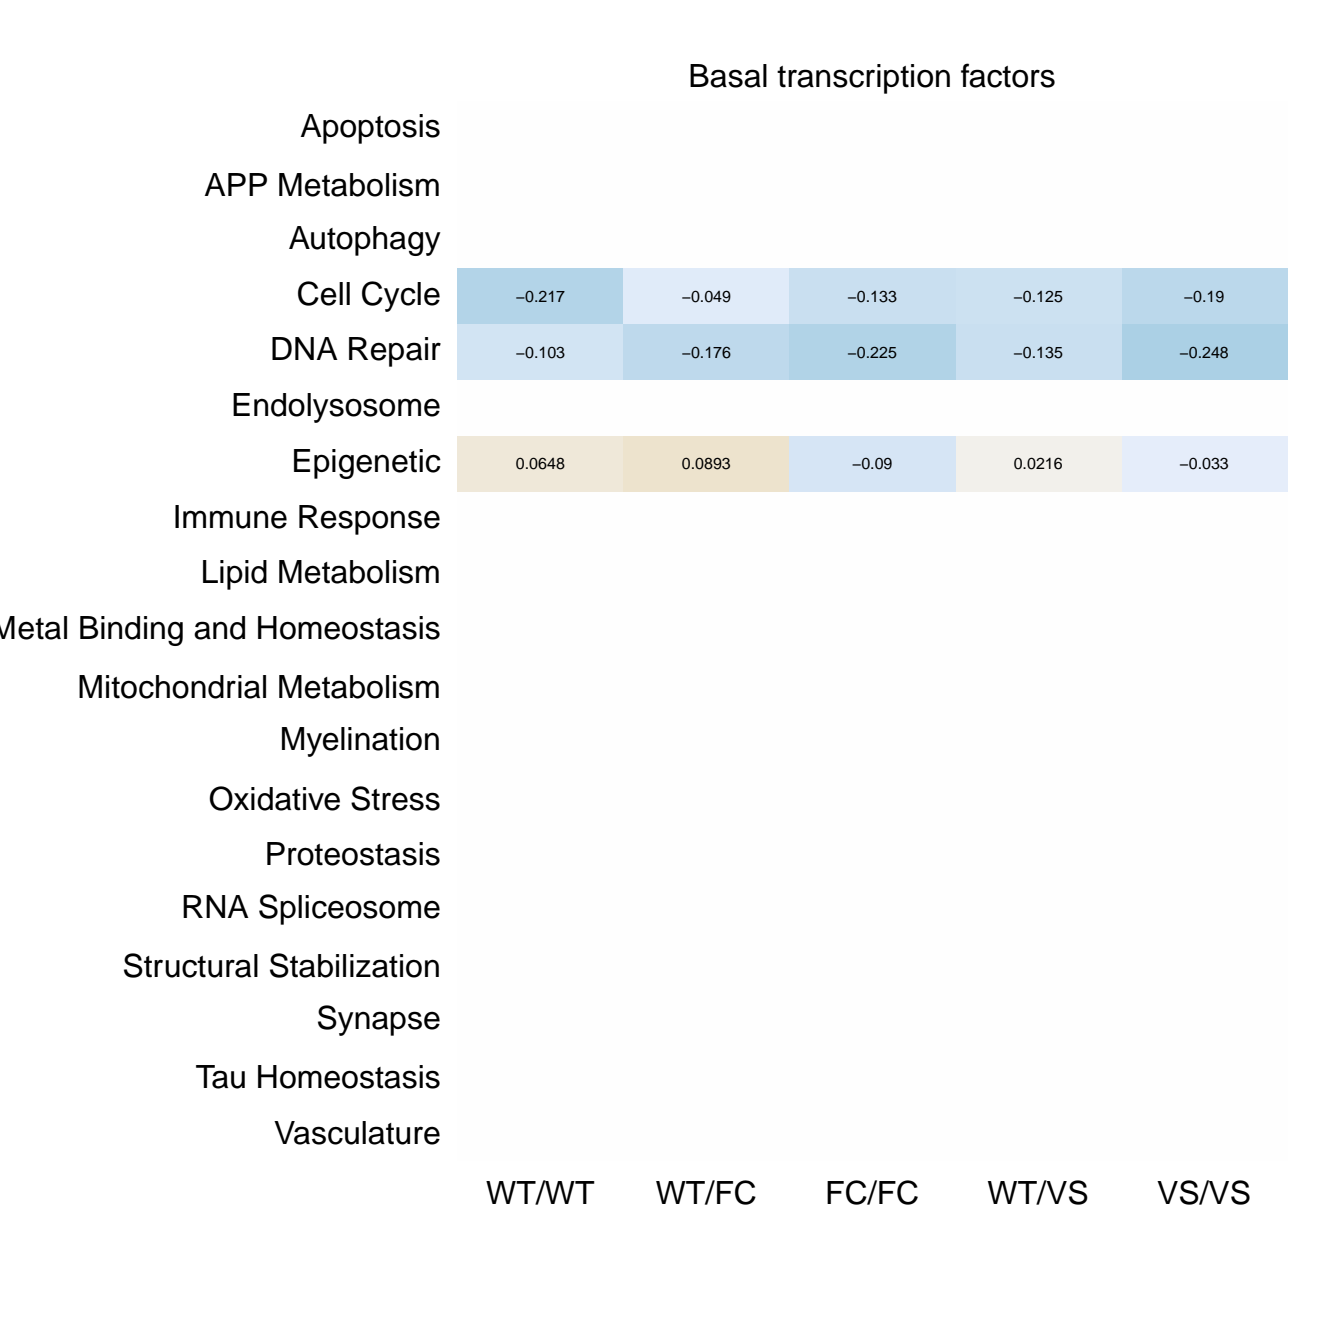 Basal transcription factors
Apoptosis
APP Metabolism
Autophagy
Cell Cycle −0.217 −0.049 −0.133 −0.125 −0.19
DNA Repair −0.103 −0.176 −0.225 −0.135 −0.248
Endolysosome
Epigenetic 0.0648 0.0893 −0.09 0.0216 −0.033
Immune Response
Lipid Metabolism
Metal Binding and Homeostasis
Mitochondrial Metabolism
Myelination
Oxidative Stress
Proteostasis
RNA Spliceosome
Structural Stabilization
Synapse
Tau Homeostasis
Vasculature
WT/WT WT/FC FC/FC WT/VS VS/VS